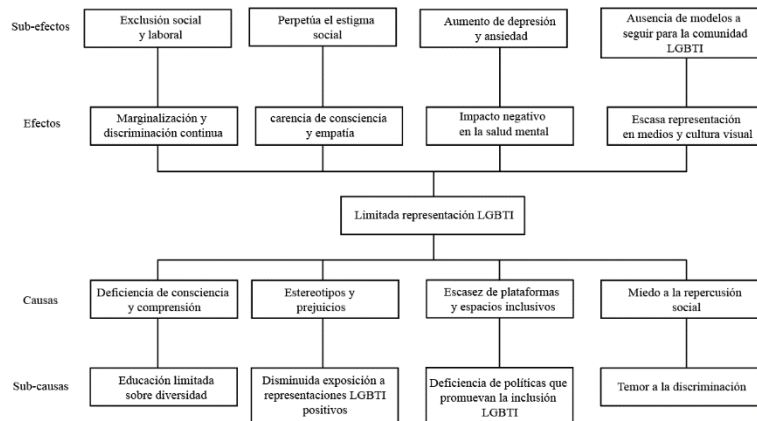 Sub-efectos
Exclusión social
y laboral
Perpetúa el estigma
social
Aumento de depresión
y ansiedad
Ausencia de modelos a
seguir para la comunidad
LGBTI
Efectos
Marginalización y
discriminación continua
carencia de consciencia
y empatía
Impacto negativo
en la salud mental
Escasa representación
en medios y cultura visual
Limitada representación LGBTI
Causas
Deficiencia de consciencia
y comprensión
Estereotipos y
prejuicios
Escasez de plataformas
y espacios inclusivos
Miedo a la repercusión
social
Sub-causas
Educación limitada
sobre diversidad
Disminuida exposición a
representaciones LGBTI
positivos
Deficiencia de políticas que
promuevan la inclusión
LGBTI
Temor a la discriminación